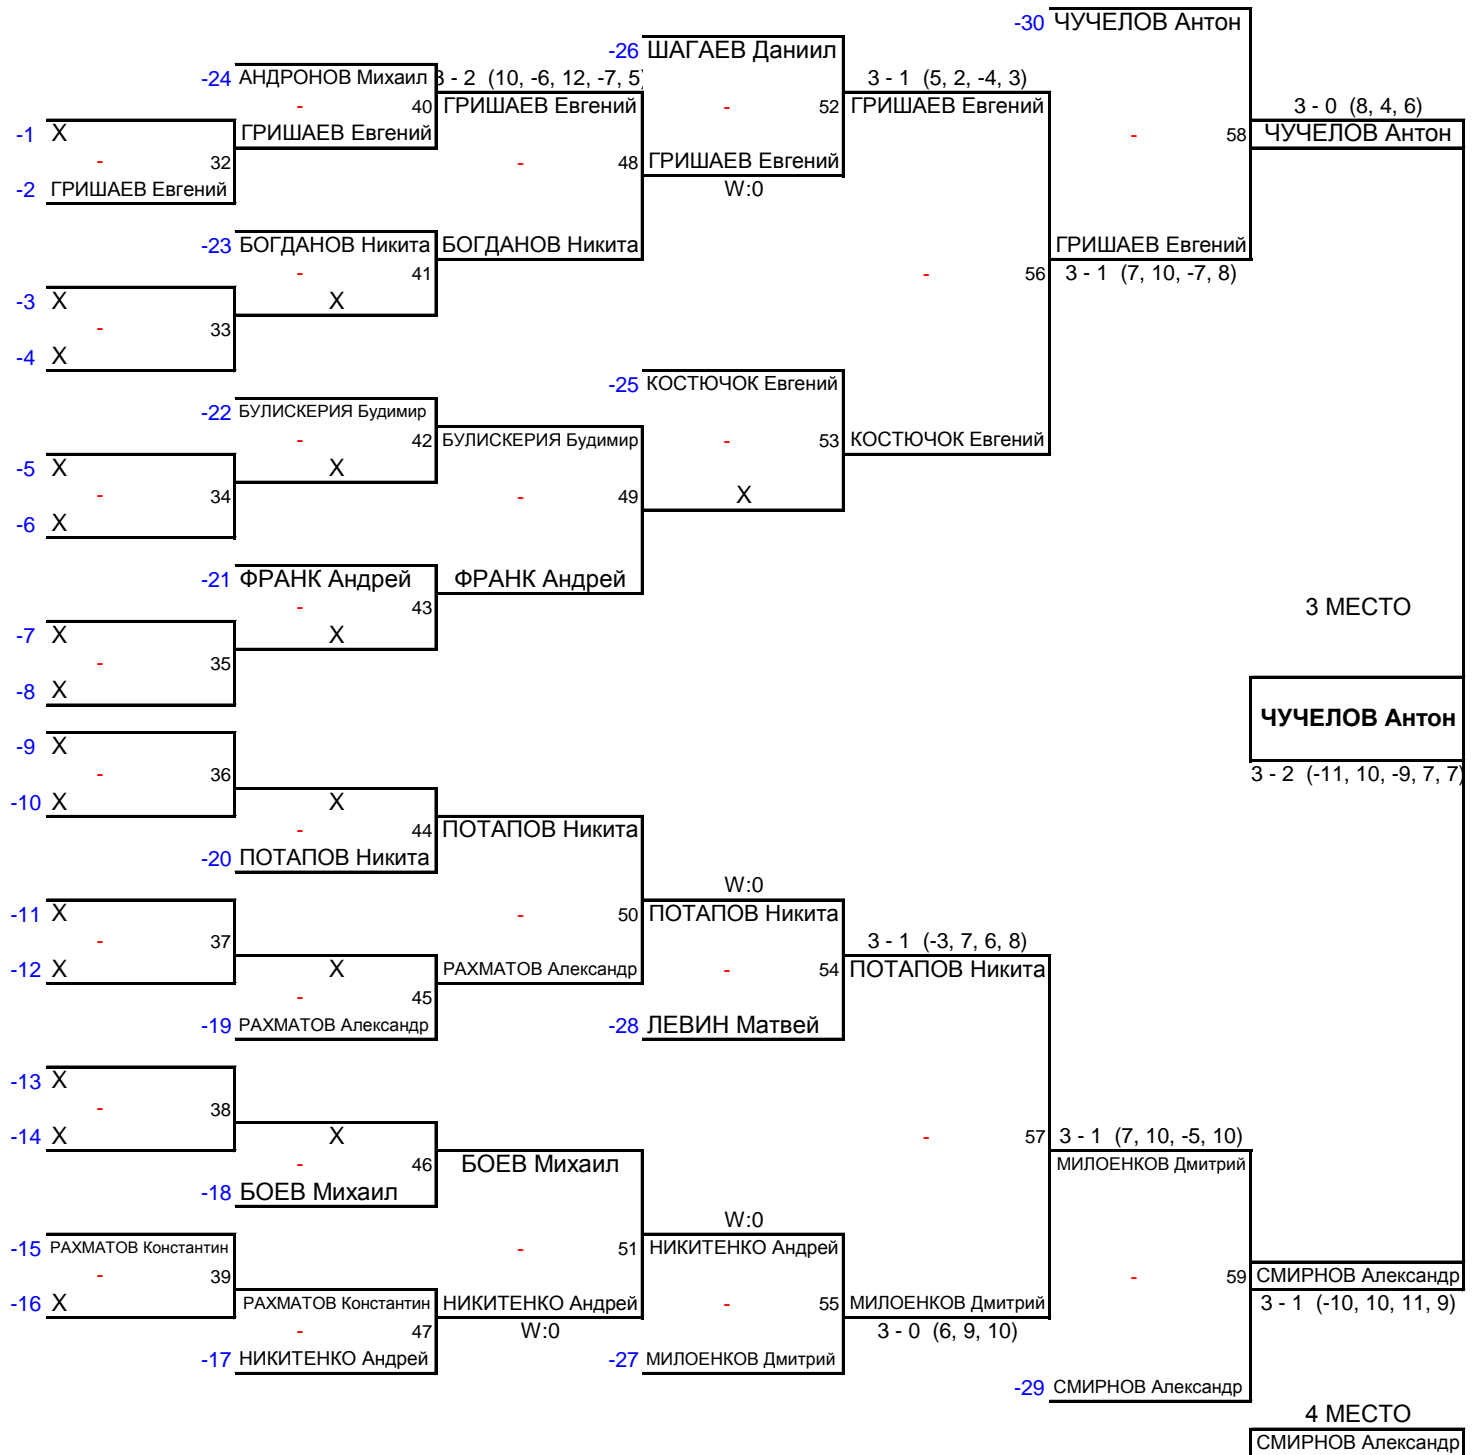 -30 ЧУЧЕЛОВ Антон
-26 ШАГАЕВ Даниил
-24 АНДРОНОВ Михаил 3 - 2 (10, -6, 12, -7, 5) 3 - 1 (5, 2, -4, 3)
- 40 ГРИШАЕВ Евгений - 52 ГРИШАЕВ Евгений 3 - 0 (8, 4, 6)
-1 X ГРИШАЕВ Евгений - 58 ЧУЧЕЛОВ Антон
- 32 - 48 ГРИШАЕВ Евгений
-2 ГРИШАЕВ Евгений W:0
-23 БОГДАНОВ Никита БОГДАНОВ Никита ГРИШАЕВ Евгений
- 41 - 56 3 - 1 (7, 10, -7, 8)
-3 X X
- 33
-4 X
-25 КОСТЮЧОК Евгений
-22 БУЛИСКЕРИЯ Будимир
- 42 БУЛИСКЕРИЯ Будимир - 53 КОСТЮЧОК Евгений
-5 X X
- 34 - 49 X
-6 X
-21 ФРАНК Андрей ФРАНК Андрей
- 43 3 МЕСТО
-7 X X
- 35
-8 X
ЧУЧЕЛОВ Антон
-9 X
- 36 3 - 2 (-11, 10, -9, 7, 7)
-10 X X
- 44 ПОТАПОВ Никита
-20 ПОТАПОВ Никита
W:0
-11 X - 50 ПОТАПОВ Никита
- 37 3 - 1 (-3, 7, 6, 8)
-12 X X РАХМАТОВ Александр - 54 ПОТАПОВ Никита
- 45
-19 РАХМАТОВ Александр -28 ЛЕВИН Матвей
-13 X
- 38
-14 X X - 57 3 - 1 (7, 10, -5, 10)
- 46 БОЕВ Михаил МИЛОЕНКОВ Дмитрий
-18 БОЕВ Михаил
W:0
-15 РАХМАТОВ Константин - 51 НИКИТЕНКО Андрей
- 39 - 59 СМИРНОВ Александр
-16 X РАХМАТОВ Константин НИКИТЕНКО Андрей - 55 МИЛОЕНКОВ Дмитрий 3 - 1 (-10, 10, 11, 9)
- 47 W:0 3 - 0 (6, 9, 10)
-17 НИКИТЕНКО Андрей -27 МИЛОЕНКОВ Дмитрий
-29 СМИРНОВ Александр
4 МЕСТО
СМИРНОВ Александр